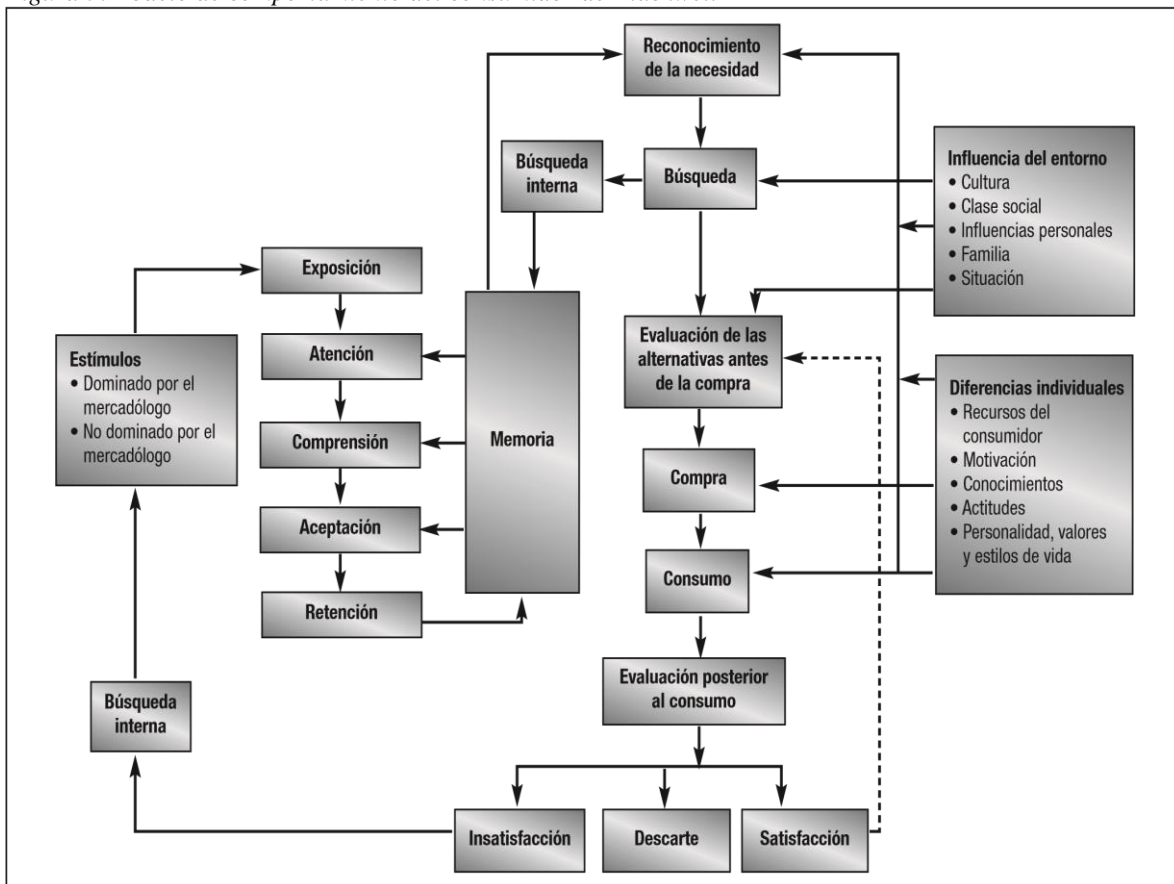 Reconocimiento
de la necesidad
Búsqueda
interna
Búsqueda
Influencia del entorno
• Cultura
• Clase social
• Influencias personales
• Familia
• Situación
Exposición
Estímulos
• Dominado por el
mercadólogo
• No dominado por el
mercadólogo
Atención
Comprensión
Aceptación
Retención
Memoria
Evaluación de las
alternativas antes
de la compra
Compra
Consumo
Diferencias individuales
• Recursos del
consumidor
• Motivación
• Conocimientos
• Actitudes
• Personalidad, valores
y estilos de vida
Evaluación posterior
al consumo
Búsqueda
interna
Insatisfacción
Descarte
Satisfacción